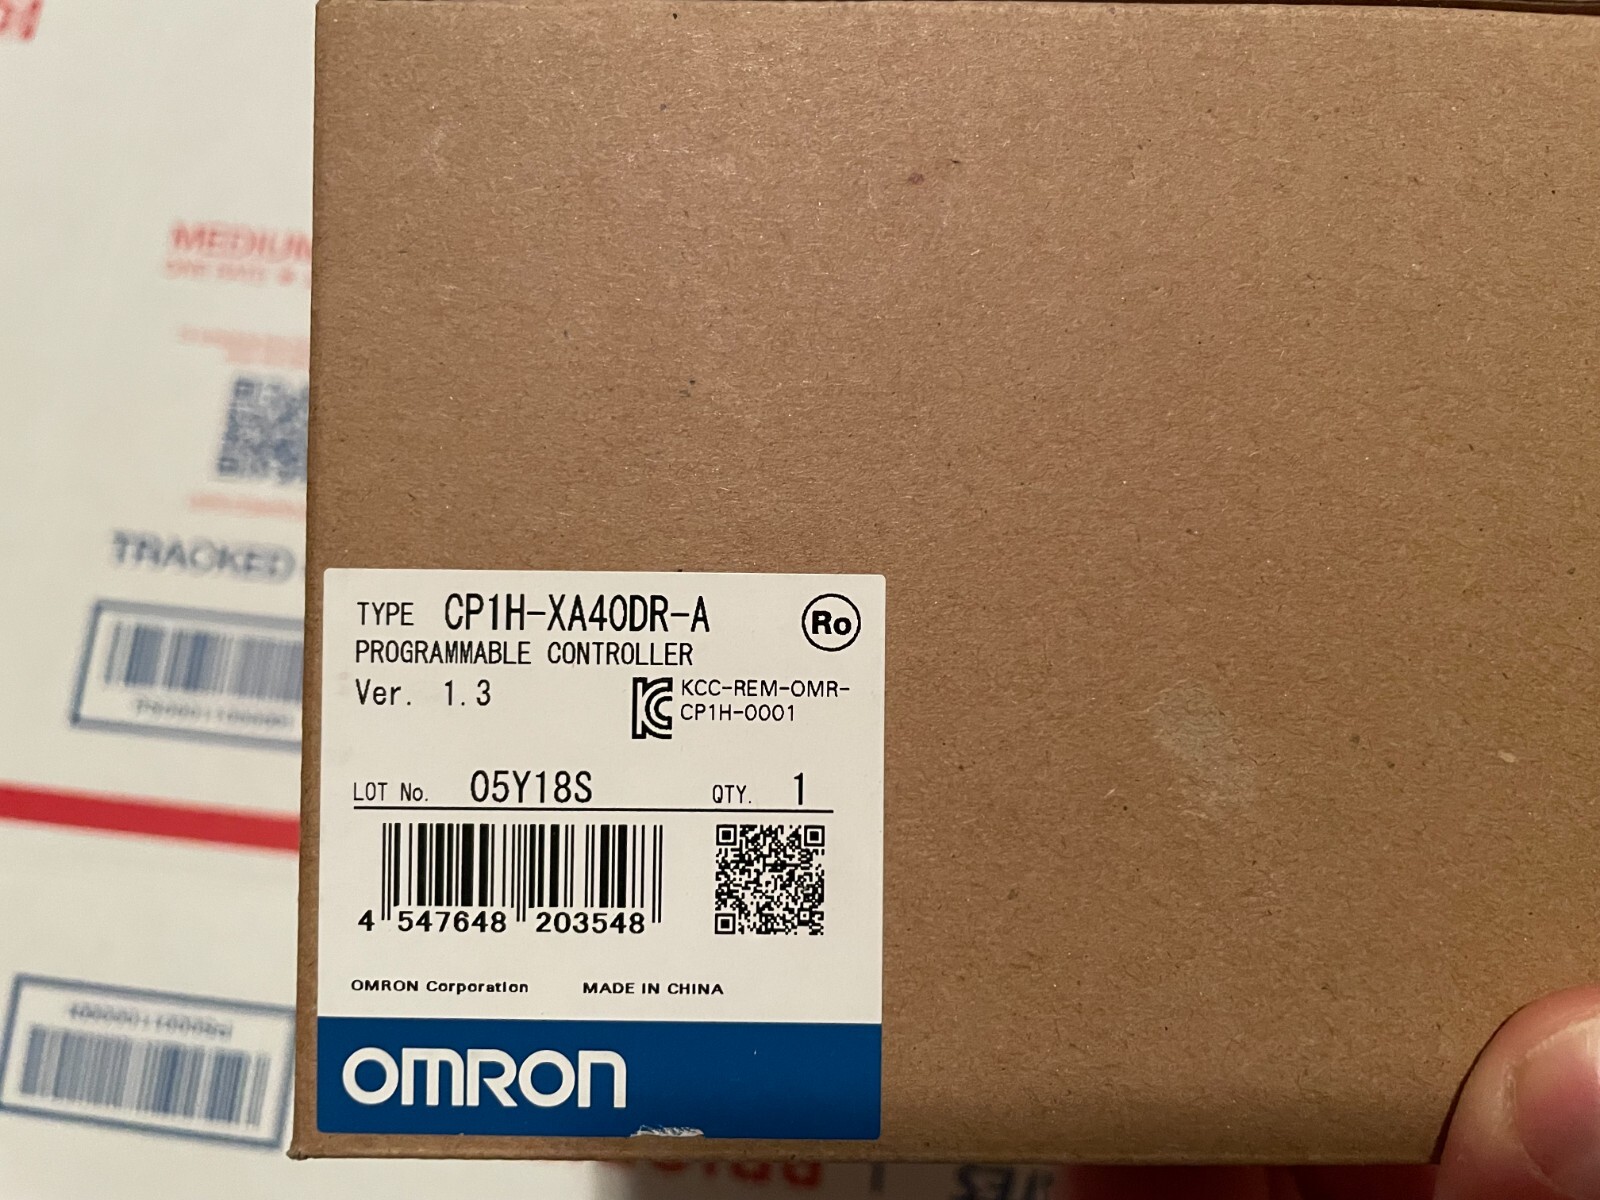 MEDIUM
TRACKED
TYPE CP1H-XA40DR-A
Ro
PROGRAMMABLE CONTROLLER
Ver. 1.3
KCC-REM-OMR-
CP1H-0001
LOT No. 05Y18S
QTY. 1
4 547648 203548
OMRON Corporation MADE IN CHINA
OMRON